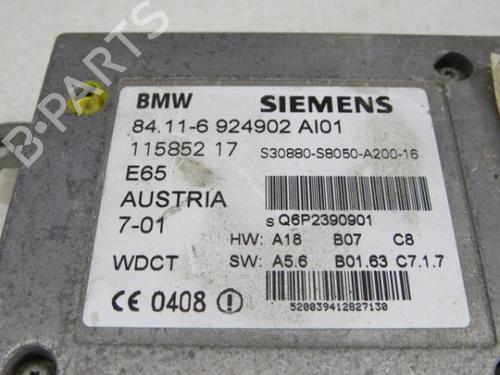 B-PARTS
BMW SIEMENS
84.11-6 924902 AI01
115852 17 S30880-S8050-A200-16
E65
AUSTRIA
7-01 S Q6P2390901
HW: A18 B07 C8
WDCT SW: A5.6 B01.63 C7.1.7
CE 0408
520039412827130